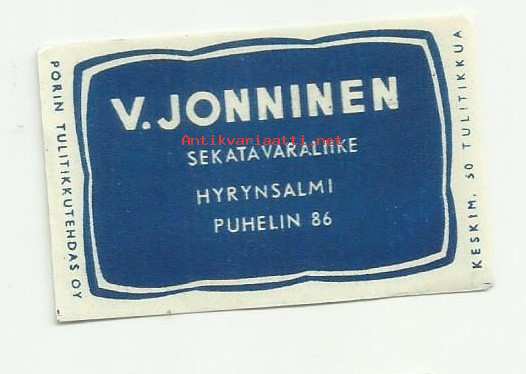 PORIN TULITIKKUTEHDAS OY
V. JONNINEN
Antikvariaatti.net
SEKATAVARALIIKE
HYRYNSALMI
PUHELIN 86
KESKIM. 50 TULITIKKUA